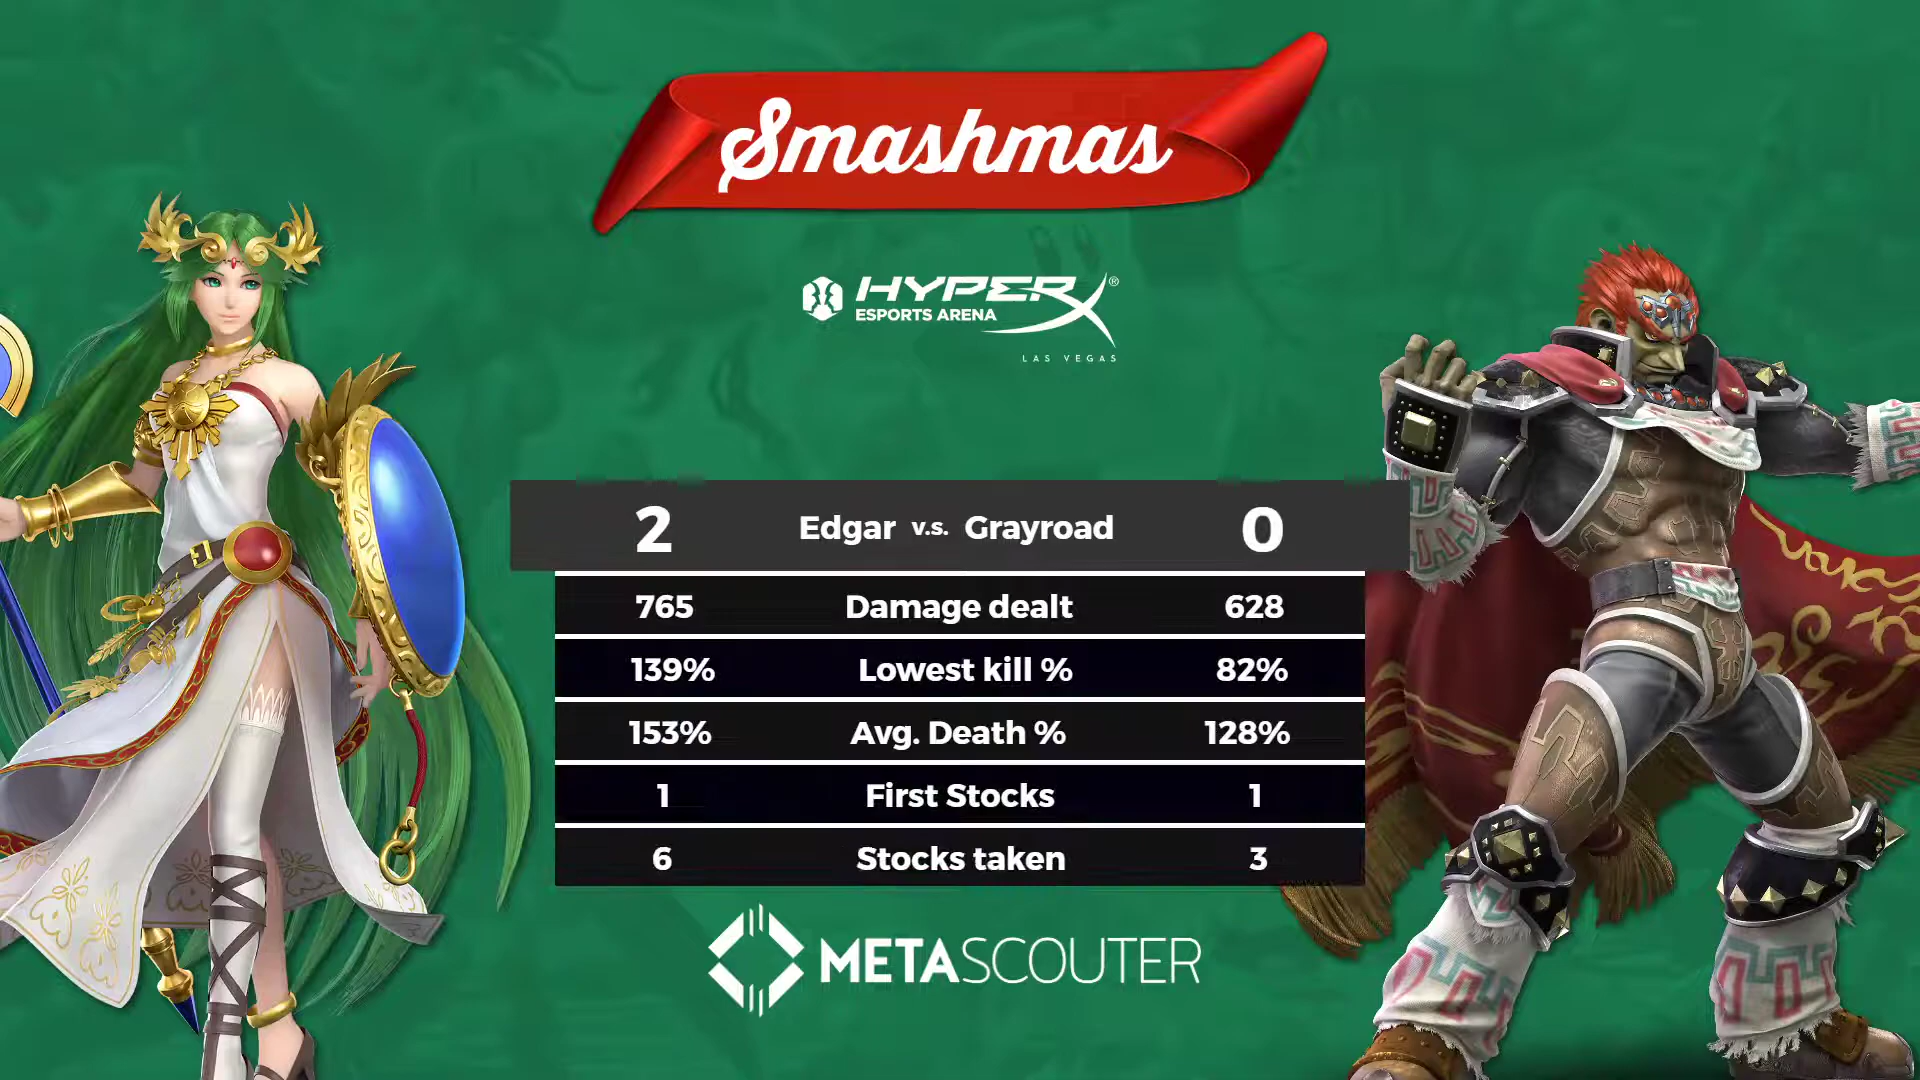 Smashmas
HYPERX®
ESPORTS ARENA
LAS VEGAS
2 Edgar v.s. Grayroad 0
765 Damage dealt 628
139% Lowest kill % 82%
153% Avg. Death % 128%
1 First Stocks 1
6 Stocks taken 3
METASCOUTER